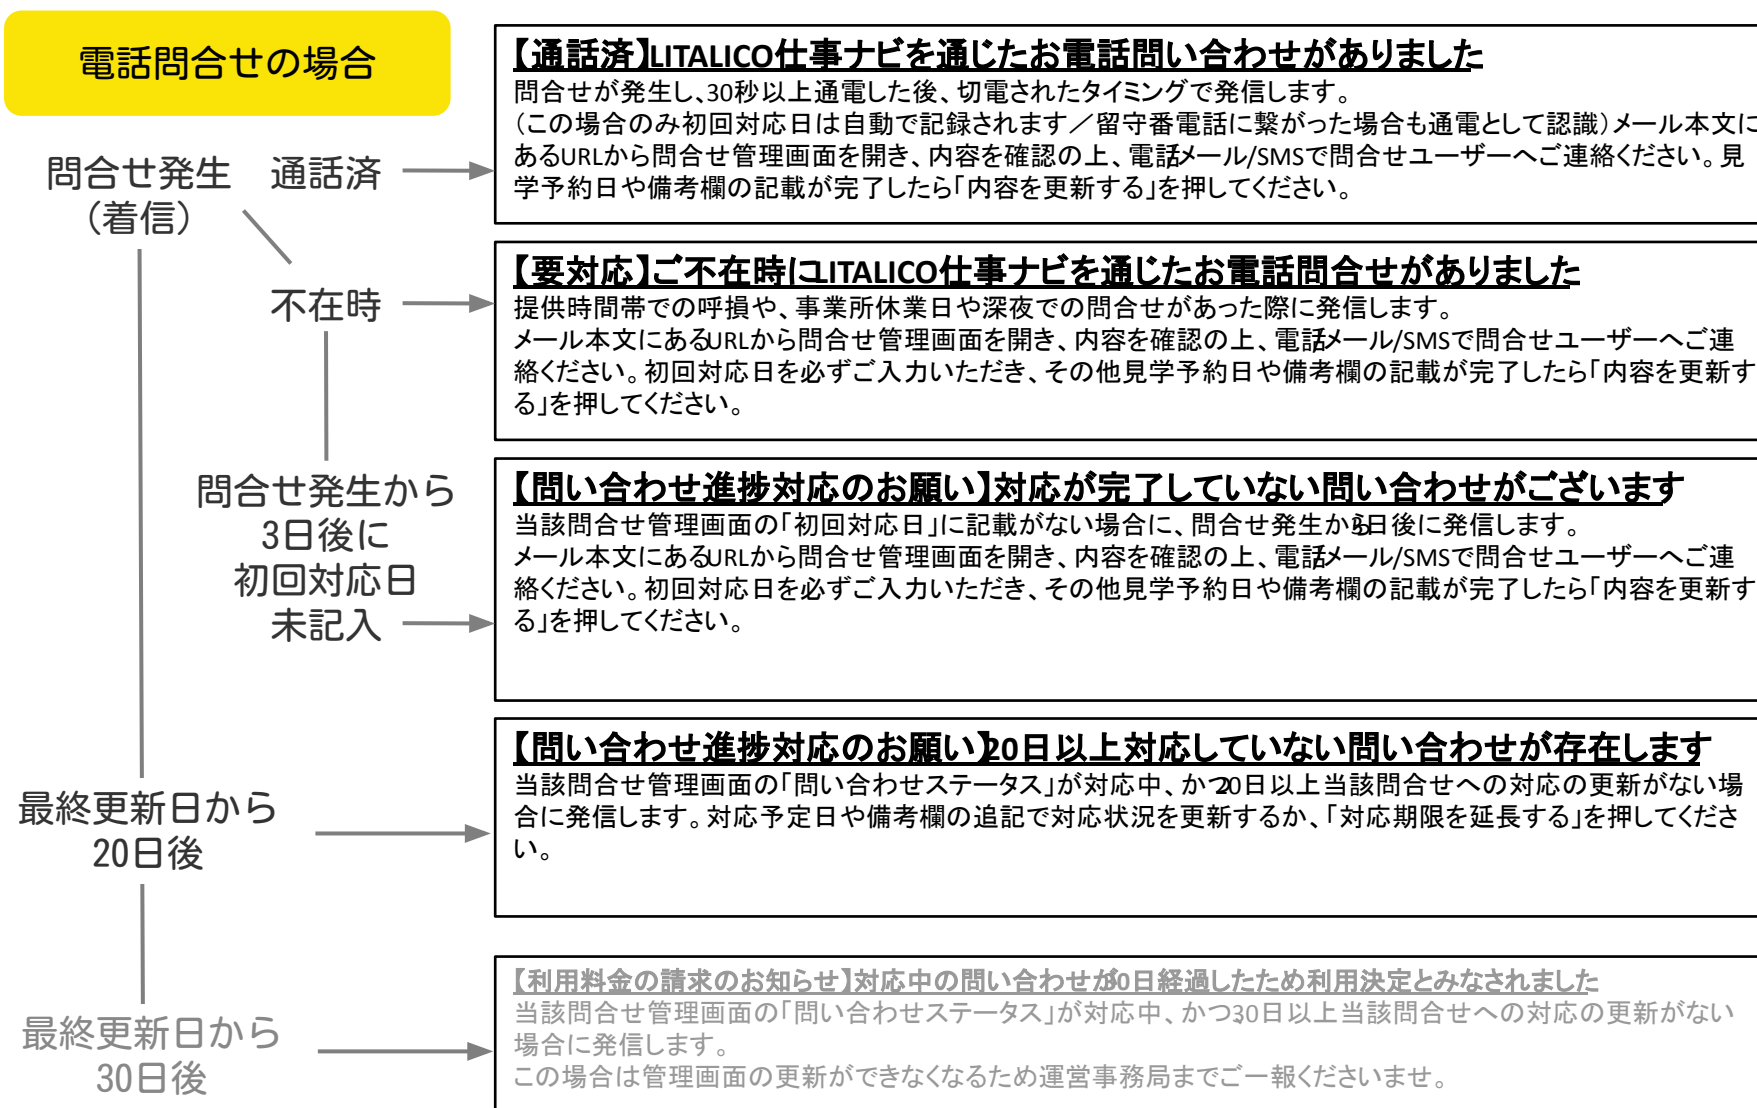 電話問合せの場合
【通話済】LITALICO仕事ナビを通じたお電話問い合わせがありました
問合せが発生し、30秒以上通電した後、切電されたタイミングで発信します。
（この場合のみ初回対応日は自動で記録されます／留守番電話に繋がった場合も通電として認識）メール本文に
あるURLから問合せ管理画面を開き、内容を確認の上、電話/メール/SMSで問合せユーザーへご連絡ください。見
学予約日や備考欄の記載が完了したら「内容を更新する」を押してください。
問合せ発生
（着信）
通話済
【要対応】ご不在時にLITALICO仕事ナビを通じたお電話問合せがありました
提供時間帯での呼損や、事業所休業日や深夜での問合せがあった際に発信します。
メール本文にあるURLから問合せ管理画面を開き、内容を確認の上、電話/メール/SMSで問合せユーザーへご連
絡ください。初回対応日を必ずご入力いただき、その他見学予約日や備考欄の記載が完了したら「内容を更新す
る」を押してください。
不在時
問合せ発生から
3日後に
初回対応日
未記入
【問い合わせ進捗対応のお願い】対応が完了していない問い合わせがございます
当該問合せ管理画面の「初回対応日」に記載がない場合に、問合せ発生から3日後に発信します。
メール本文にあるURLから問合せ管理画面を開き、内容を確認の上、電話/メール/SMSで問合せユーザーへご連
絡ください。初回対応日を必ずご入力いただき、その他見学予約日や備考欄の記載が完了したら「内容を更新す
る」を押してください。
最終更新日から
20日後
【問い合わせ進捗対応のお願い】20日以上対応していない問い合わせが存在します
当該問合せ管理画面の「問い合わせステータス」が対応中、かつ20日以上当該問合せへの対応の更新がない場
合に発信します。対応予定日や備考欄の追記で対応状況を更新するか、「対応期限を延長する」を押してくださ
い。
最終更新日から
30日後
【利用料金の請求のお知らせ】対応中の問い合わせが30日経過したため利用決定とみなされました
当該問合せ管理画面の「問い合わせステータス」が対応中、かつ30日以上当該問合せへの対応の更新がない
場合に発信します。
この場合は管理画面の更新ができなくなるため運営事務局までご一報くださいませ。